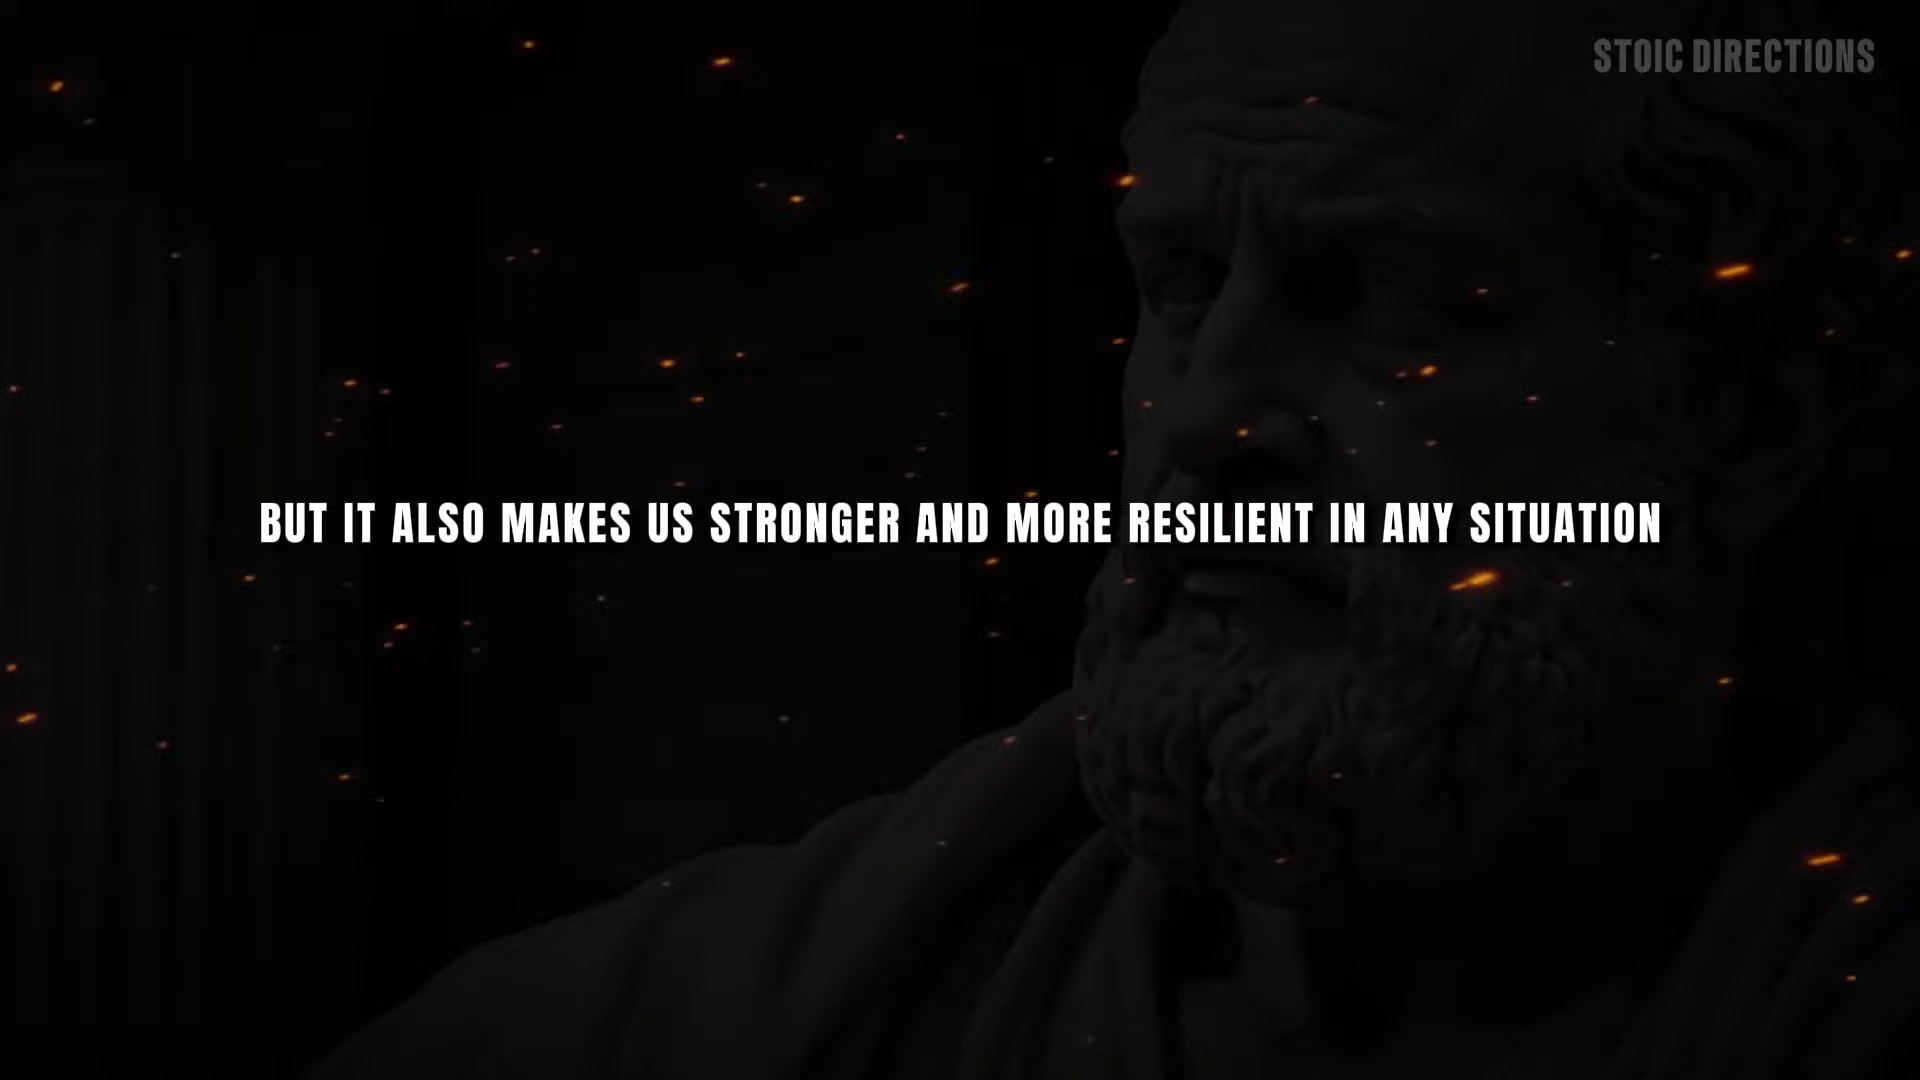 STOIC DIRECTIONS
BUT IT ALSO MAKES US STRONGER AND MORE RESILIENT IN ANY SITUATION